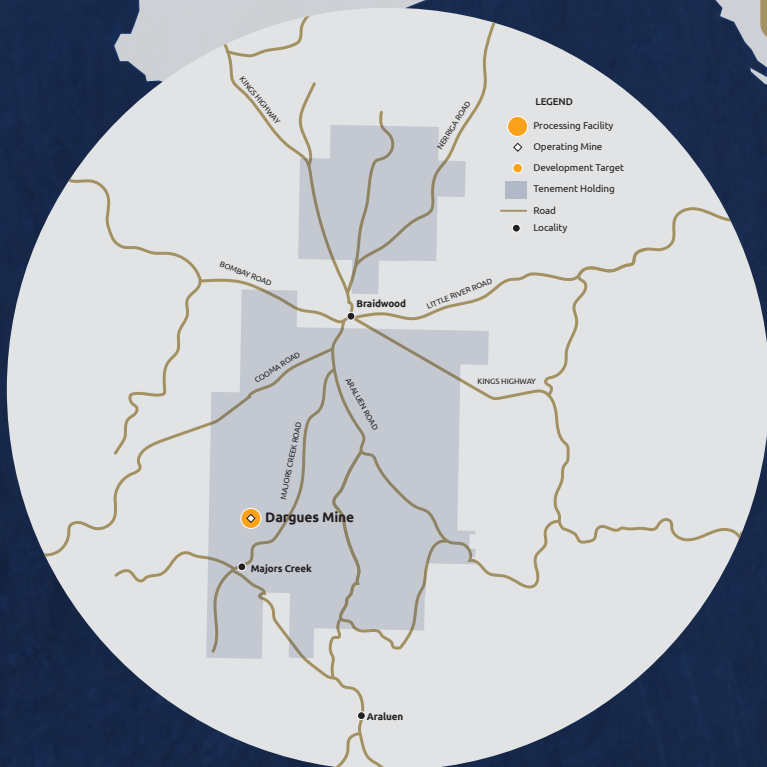 KINGS HIGHWAY
NERRIGA ROAD
LEGEND
Processing Facility
Operating Mine
Development Target
Tenement Holding
Road
Locality
BOMBAY ROAD
LITTLE RIVER ROAD
Braidwood
COOMA ROAD
ARALUEN ROAD
KINGS HIGHWAY
MAJORS CREEK ROAD
Dargues Mine
Majors Creek
Araluen